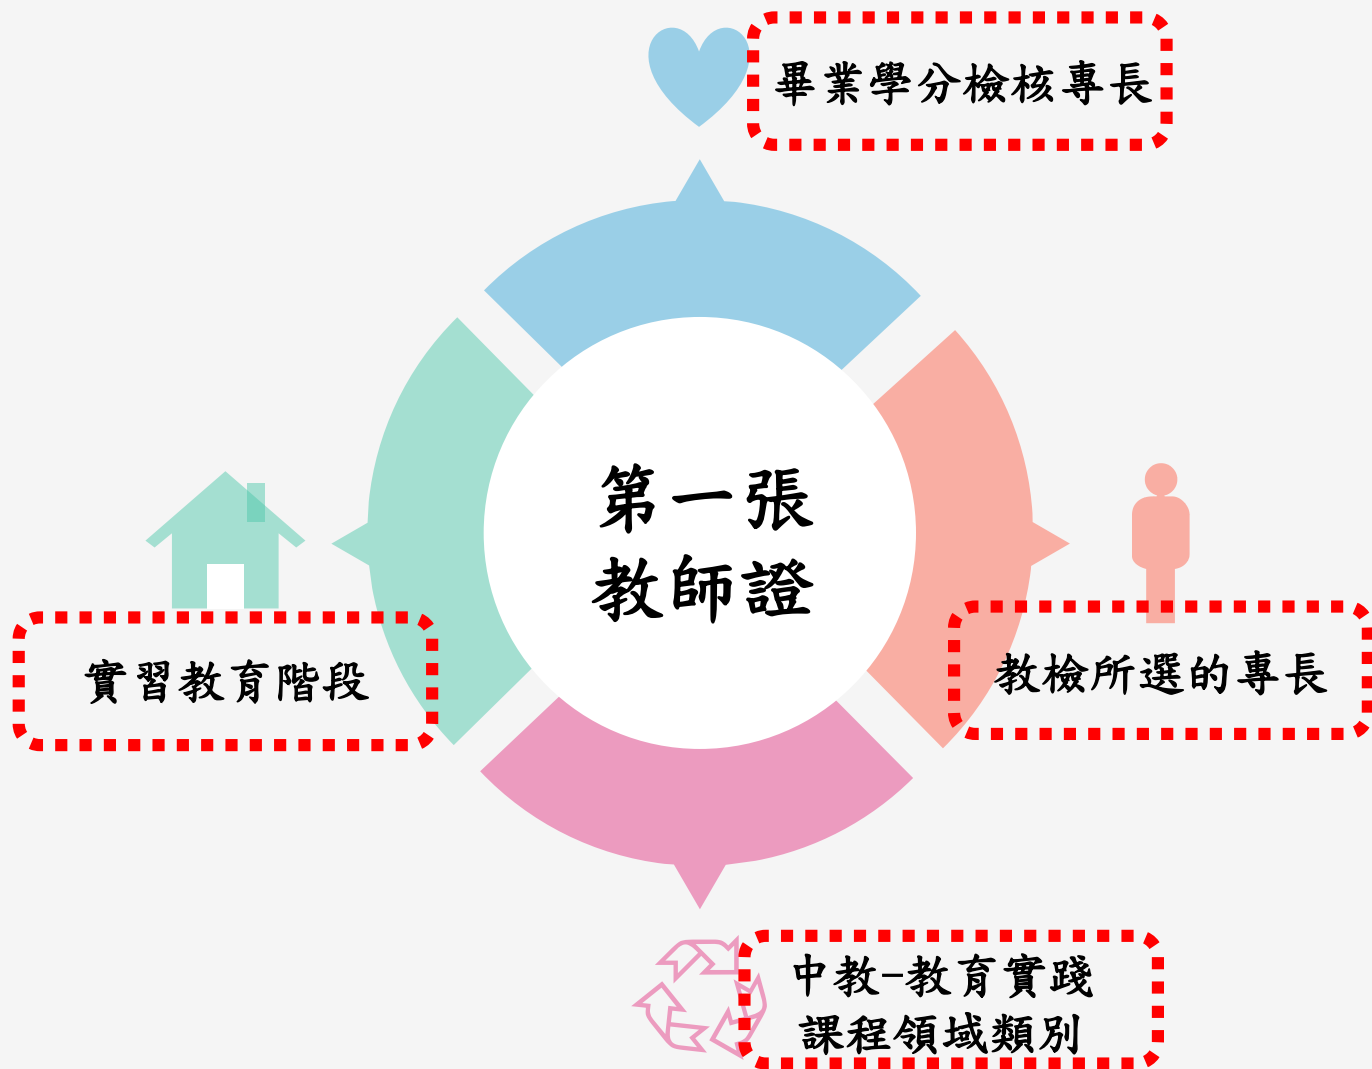 畢業學分檢核專長
第一張
教師證
實習教育階段
教檢所選的專長
中教-教育實踐
課程領域類別